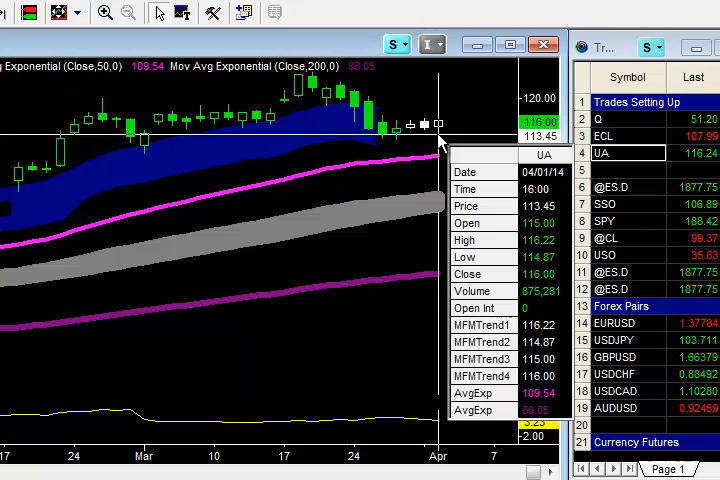 S
I
g Exponential (Close,50,0) 109.54 Mov Avg Exponential (Close,200,0) 88.05
120.00
116.00
113.45
3.23
2.00
17 24 Mar 10 17 24 Apr 7
UA
Date 04/01/14
Time 16:00
Price 113.45
Open 115.00
High 116.22
Low 114.87
Close 116.00
Volume 875,281
Open Int 0
MFMTrend1 116.22
MFMTrend2 114.87
MFMTrend3 115.00
MFMTrend4 116.00
AvgExp 109.54
AvgExp 88.05
Tr... S
Symbol Last
1 Trades Setting Up
2 Q 51.20
3 ECL 107.99
4 UA 116.24
5
6 @ES.D 1877.75
7 SSO 106.89
8 SPY 188.42
9 @CL 99.37
10 USO 35.83
11 @ES.D 1877.75
12 @ES.D 1877.75
13 Forex Pairs
14 EURUSD 1.37784
15 USDJPY 103.711
16 GBPUSD 1.66379
17 USDCHF 0.88492
18 USDCAD 1.10280
19 AUDUSD 0.92459
20
21 Currency Futures
Page 1